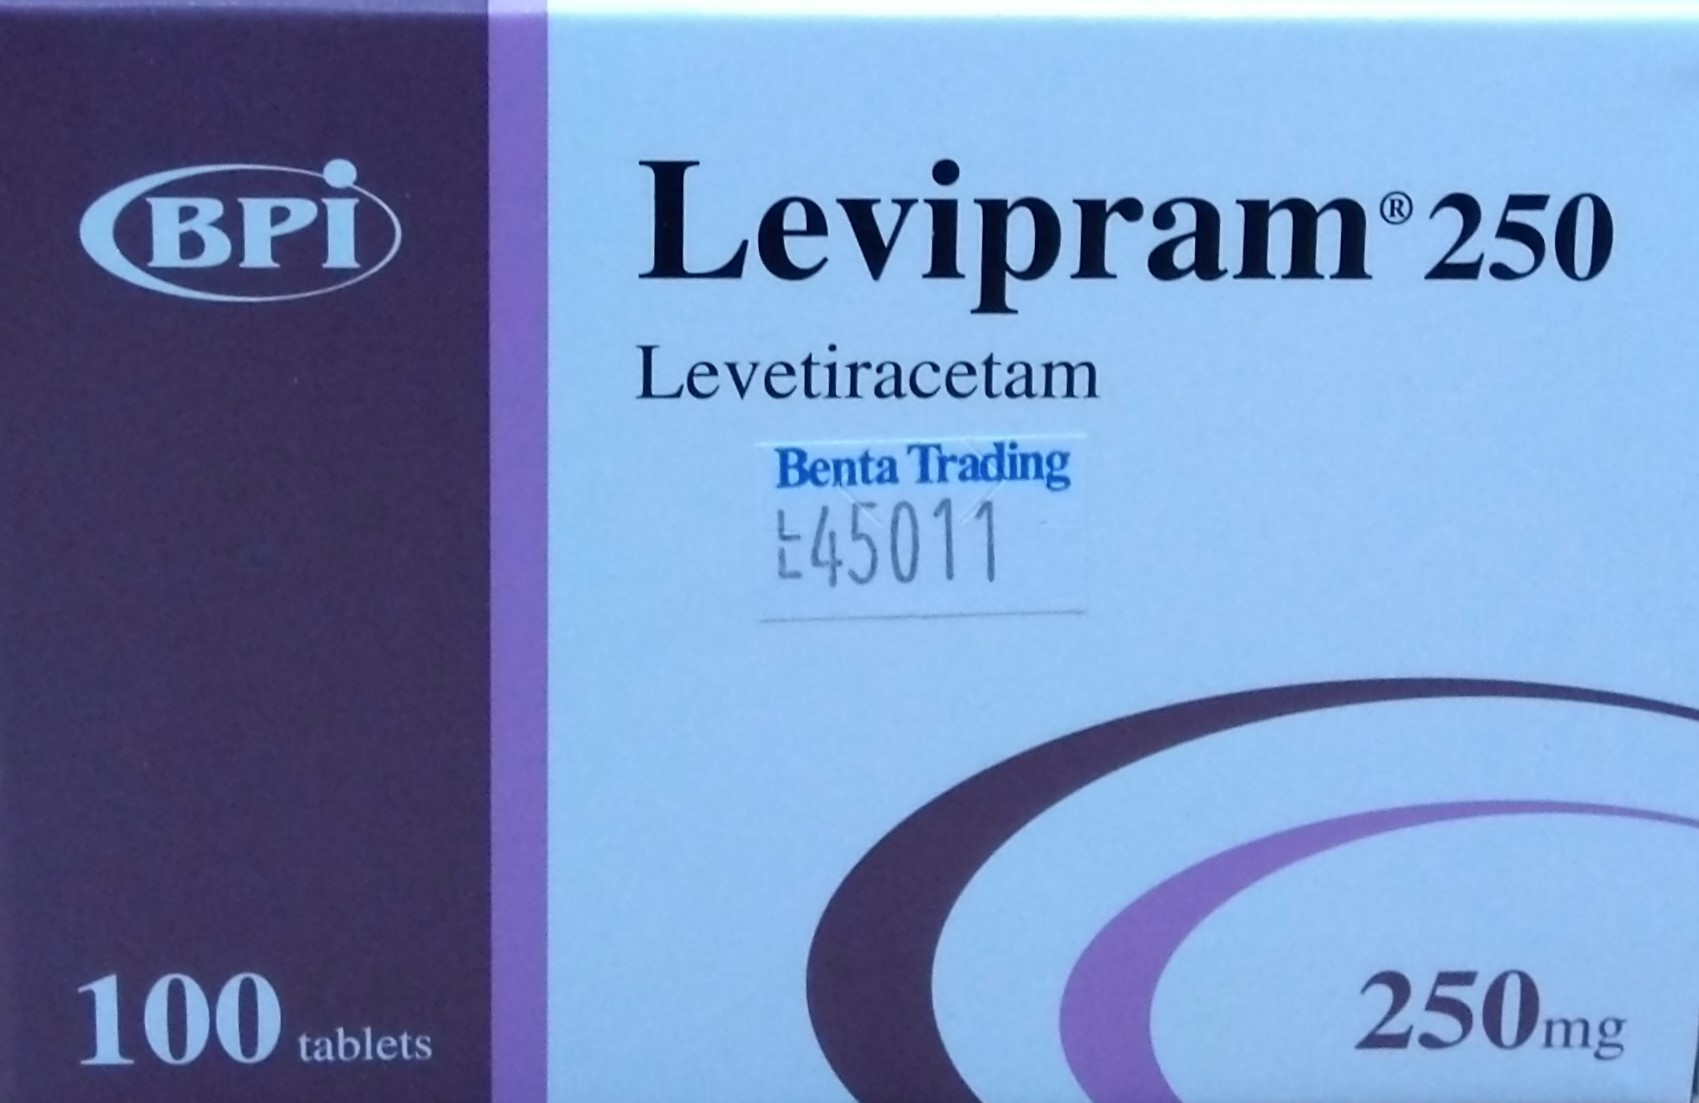 BPi
Levipram® 250
Levetiracetam
Benta Trading
45011
100 tablets
250mg